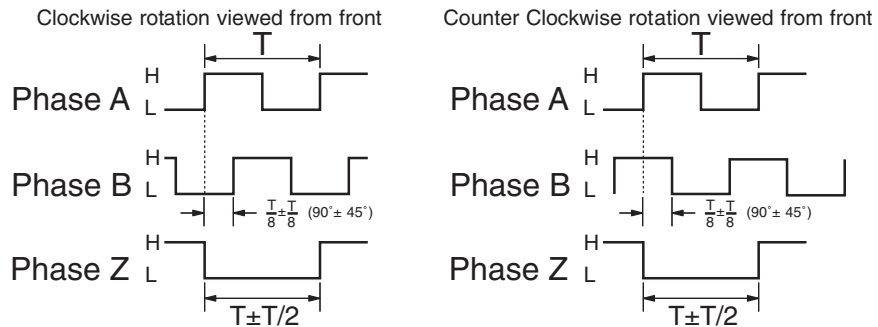 Clockwise rotation viewed from front
T
H
Phase A L
H
Phase B L
T/8±T/8 (90°± 45°)
H
Phase Z L
T±T/2
Counter Clockwise rotation viewed from front
T
H
Phase A L
H
Phase B L
T/8±T/8 (90°± 45°)
H
Phase Z L
T±T/2